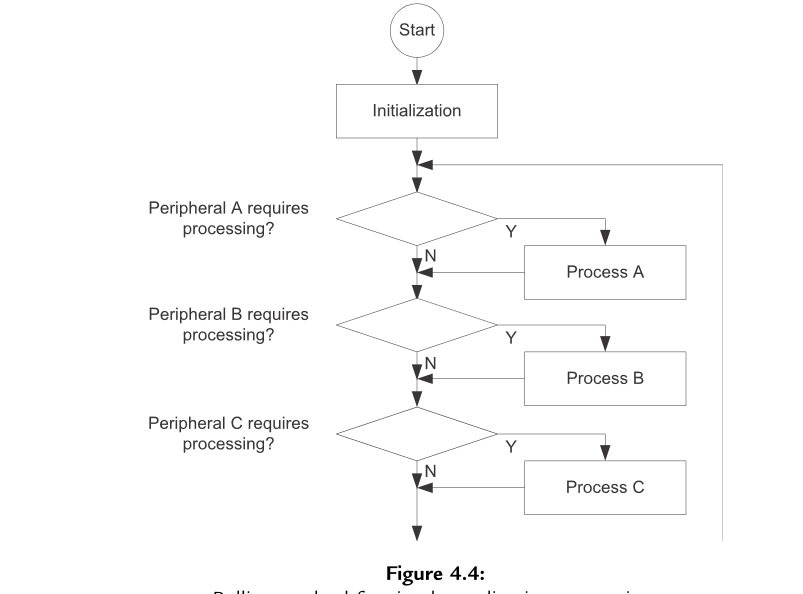 Start
Initialization
Peripheral A requires
processing?
Y
N
Process A
Peripheral B requires
processing?
Y
N
Process B
Peripheral C requires
processing?
Y
N
Process C
Figure 4.4: